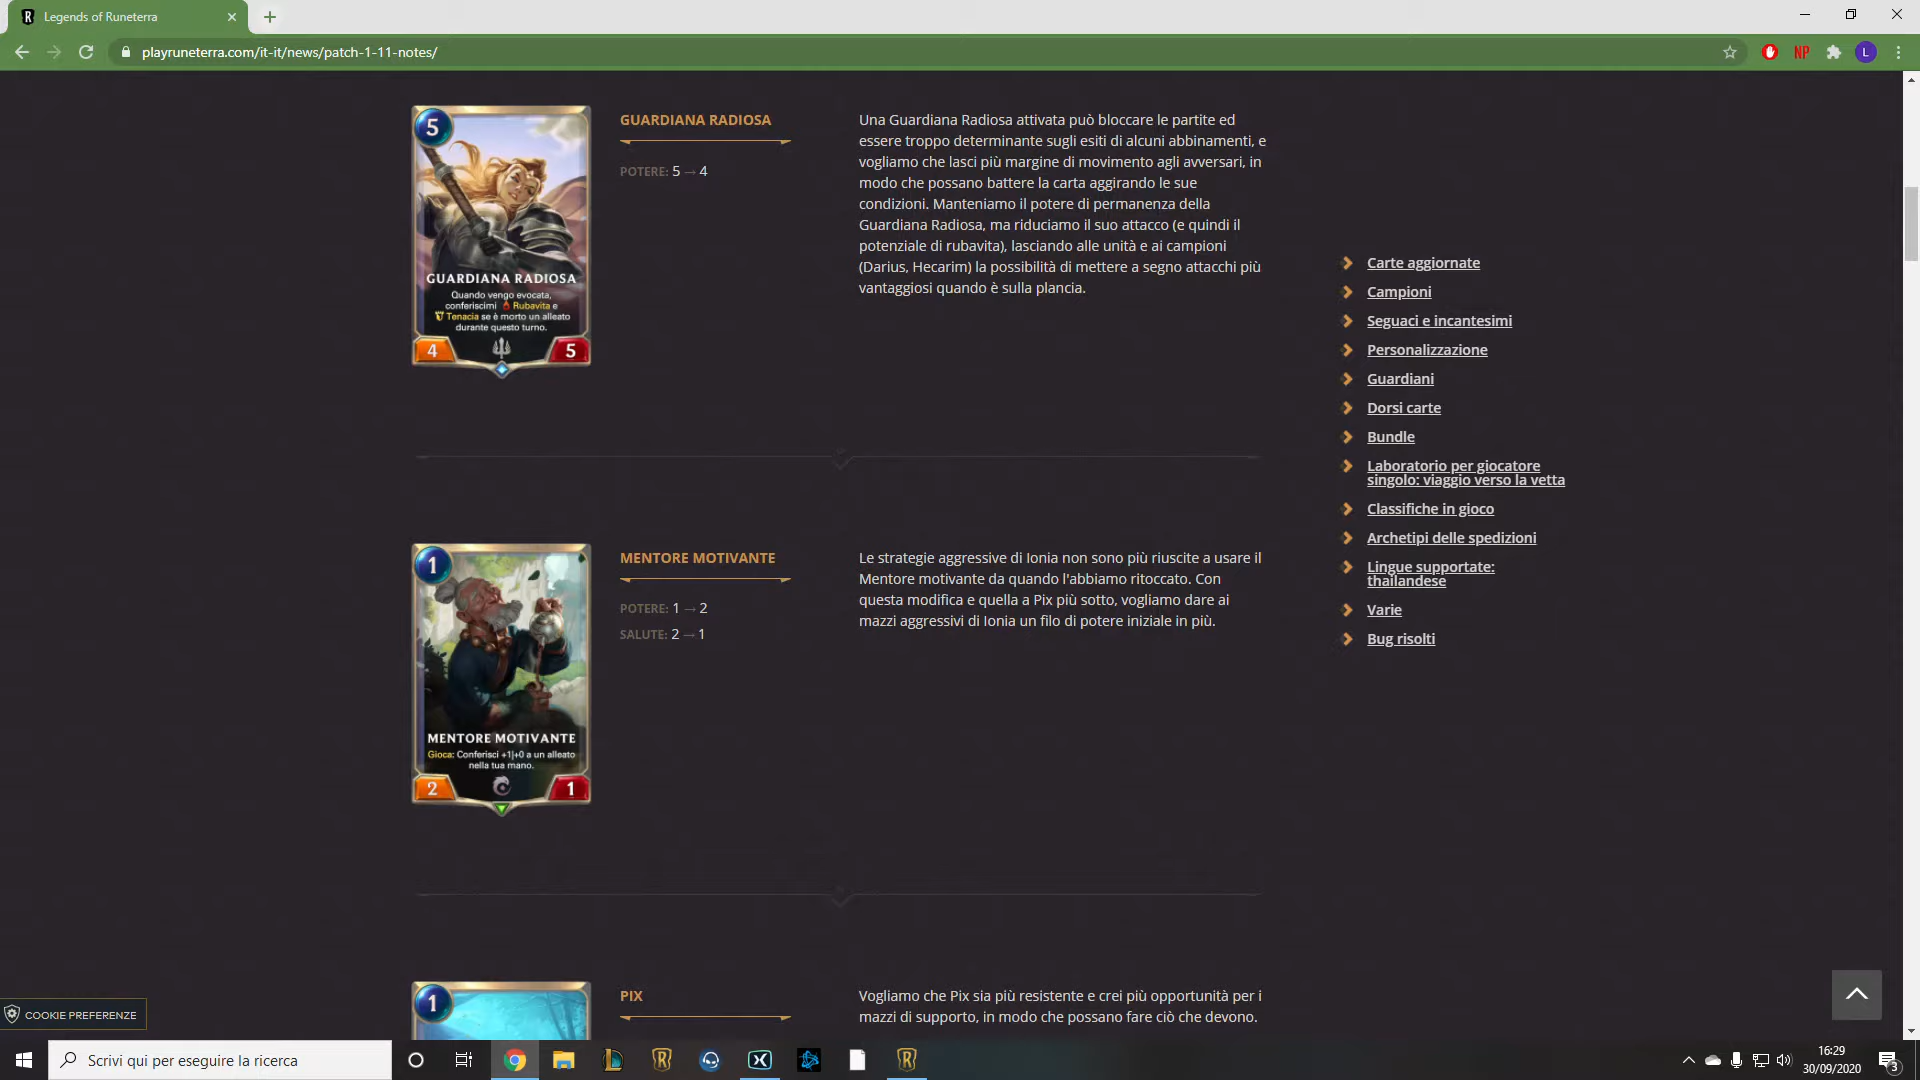 Legends of Runeterra
playruneterra.com/it-it/news/patch-1-11-notes/
NP
L
5
GUARDIANA RADIOSA
Quando vengo evocata,
conferiscimi Rubavita e
Tenacia se è morto un alleato
durante questo turno.
4
5
GUARDIANA RADIOSA
POTERE: 5 → 4
Una Guardiana Radiosa attivata può bloccare le partite ed
essere troppo determinante sugli esiti di alcuni abbinamenti, e
vogliamo che lasci più margine di movimento agli avversari, in
modo che possano battere la carta aggirando le sue
condizioni. Manteniamo il potere di permanenza della
Guardiana Radiosa, ma riduciamo il suo attacco (e quindi il
potenziale di rubavita), lasciando alle unità e ai campioni
(Darius, Hecarim) la possibilità di mettere a segno attacchi più
vantaggiosi quando è sulla plancia.
Carte aggiornate
Campioni
Seguaci e incantesimi
Personalizzazione
Guardiani
Dorsi carte
Bundle
Laboratorio per giocatore
singolo: viaggio verso la vetta
Classifiche in gioco
Archetipi delle spedizioni
Lingue supportate:
thailandese
Varie
Bug risolti
1
MENTORE MOTIVANTE
Gioca: Conferisci +1|+0 a un alleato
nella tua mano.
2
1
MENTORE MOTIVANTE
POTERE: 1 → 2
SALUTE: 2 → 1
Le strategie aggressive di Ionia non sono più riuscite a usare il
Mentore motivante da quando l'abbiamo ritoccato. Con
questa modifica e quella a Pix più sotto, vogliamo dare ai
mazzi aggressivi di Ionia un filo di potere iniziale in più.
1
PIX
Vogliamo che Pix sia più resistente e crei più opportunità per i
mazzi di supporto, in modo che possano fare ciò che devono.
COOKIE PREFERENZE
Scrivi qui per eseguire la ricerca
16:29
30/09/2020
3